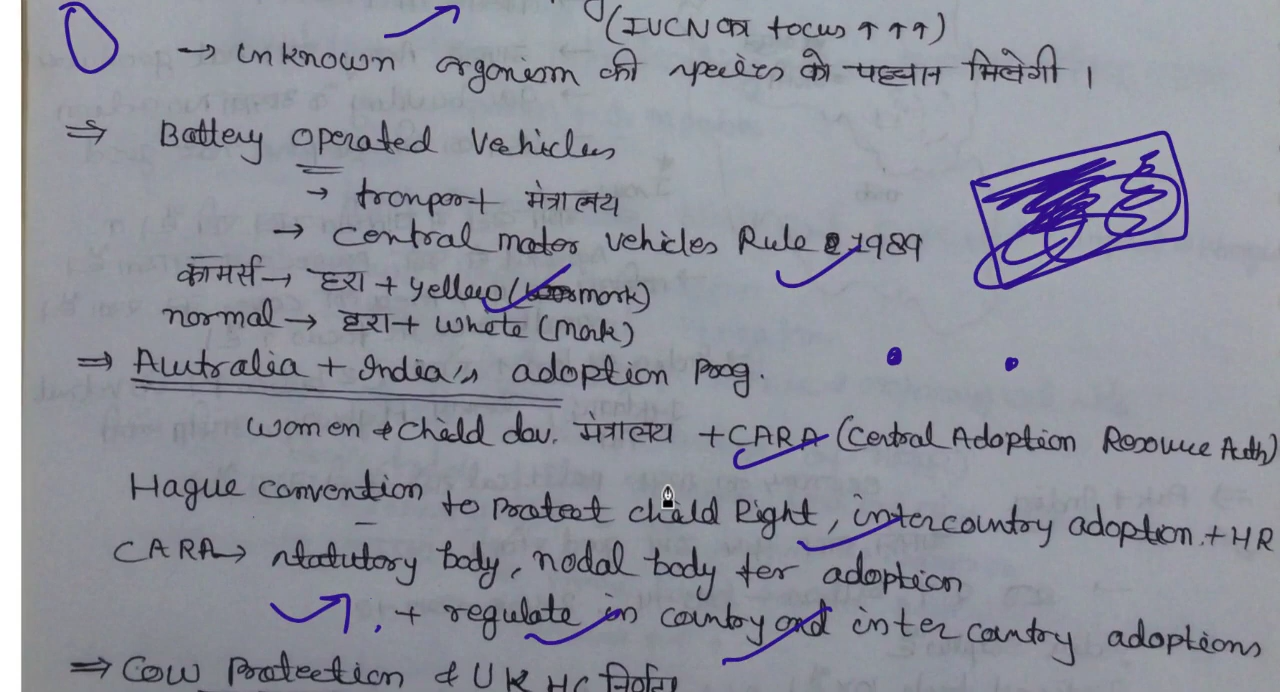 (IUCN का focus ↑↑↑)
→ unknown organism की species को पहचान मिलेगी ।
⇒ Battery operated Vehicles
→ tronport मंत्रालय
→ Central motor vehicles Rule 1989
कॉमर्स → हरा + yellow (mark)
normal → हरा + white (mark)
⇒ Australia + India's adoption Prog.
women & child dev. मंत्रालय + CARA (Central Adoption Resource Auth)
Hague convention to protect child Right, intercountry adoption. + HR
CARA → statutory body, nodal body for adoption
+ regulate in country and inter country adoptions
⇒ Cow Protection & UK HC निर्णय